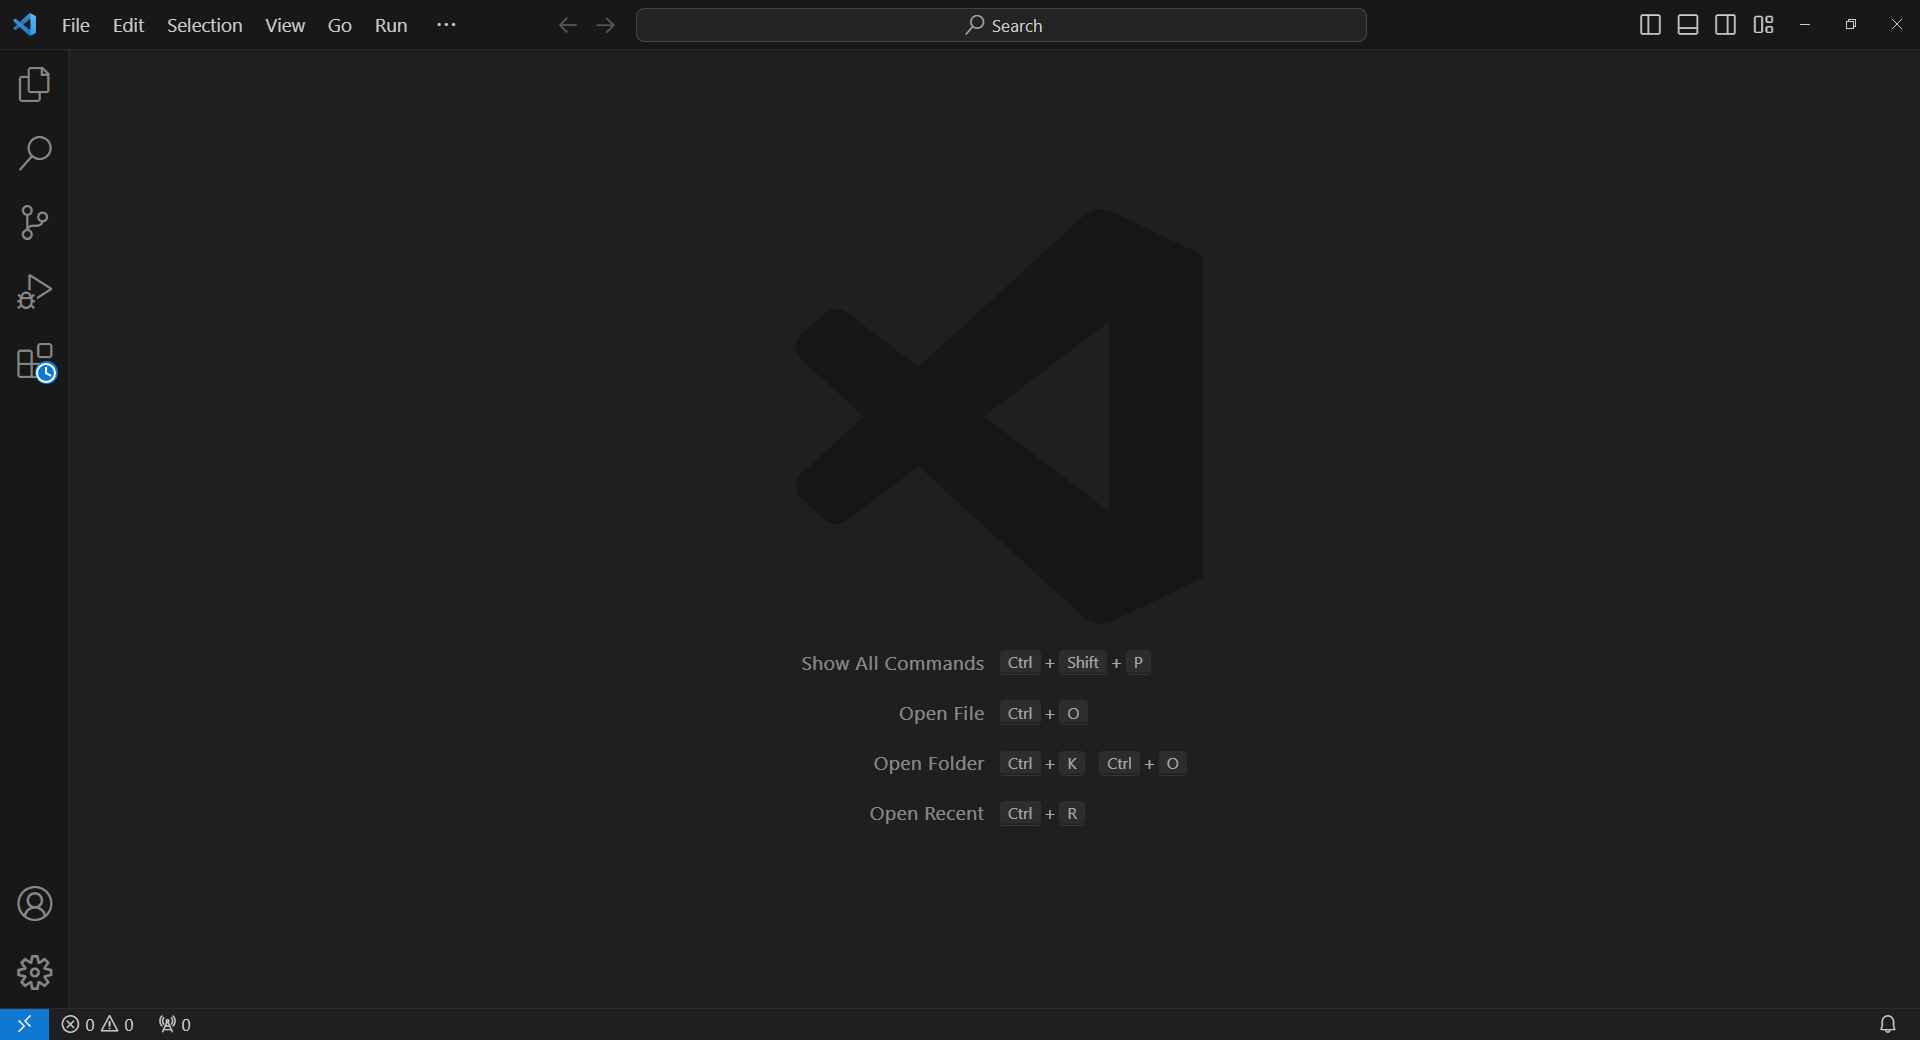 File Edit Selection View Go Run ···
Search
Show All Commands Ctrl + Shift + P
Open File Ctrl + O
Open Folder Ctrl + K Ctrl + O
Open Recent Ctrl + R
0 0 0